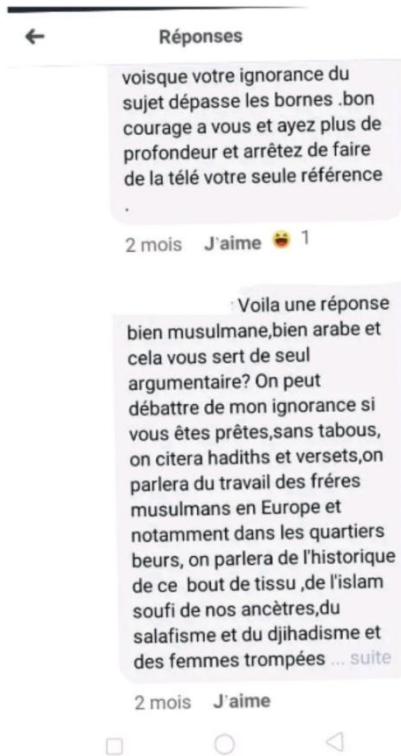 Réponses
voisque votre ignorance du
sujet dépasse les bornes .bon
courage a vous et ayez plus de
profondeur et arrêtez de faire
de la télé votre seule référence
.
2 mois J'aime 1
Voila une réponse
bien musulmane,bien arabe et
cela vous sert de seul
argumentaire? On peut
débattre de mon ignorance si
vous êtes prêtes,sans tabous,
on citera hadiths et versets,on
parlera du travail des fréres
musulmans en Europe et
notamment dans les quartiers
beurs, on parlera de l'historique
de ce bout de tissu ,de l'islam
soufi de nos ancètres,du
salafisme et du djihadisme et
des femmes trompées ... suite
2 mois J'aime